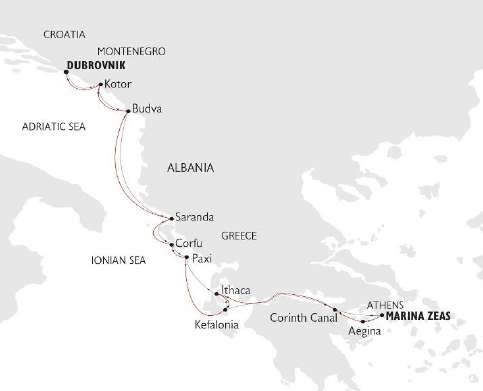 CROATIA
MONTENEGRO
DUBROVNIK
Kotor
Budva
ADRIATIC SEA
ALBANIA
Saranda
GREECE
Corfu
IONIAN SEA
Paxi
Ithaca
ATHENS
Kefalonia
Corinth Canal
MARINA ZEAS
Aegina